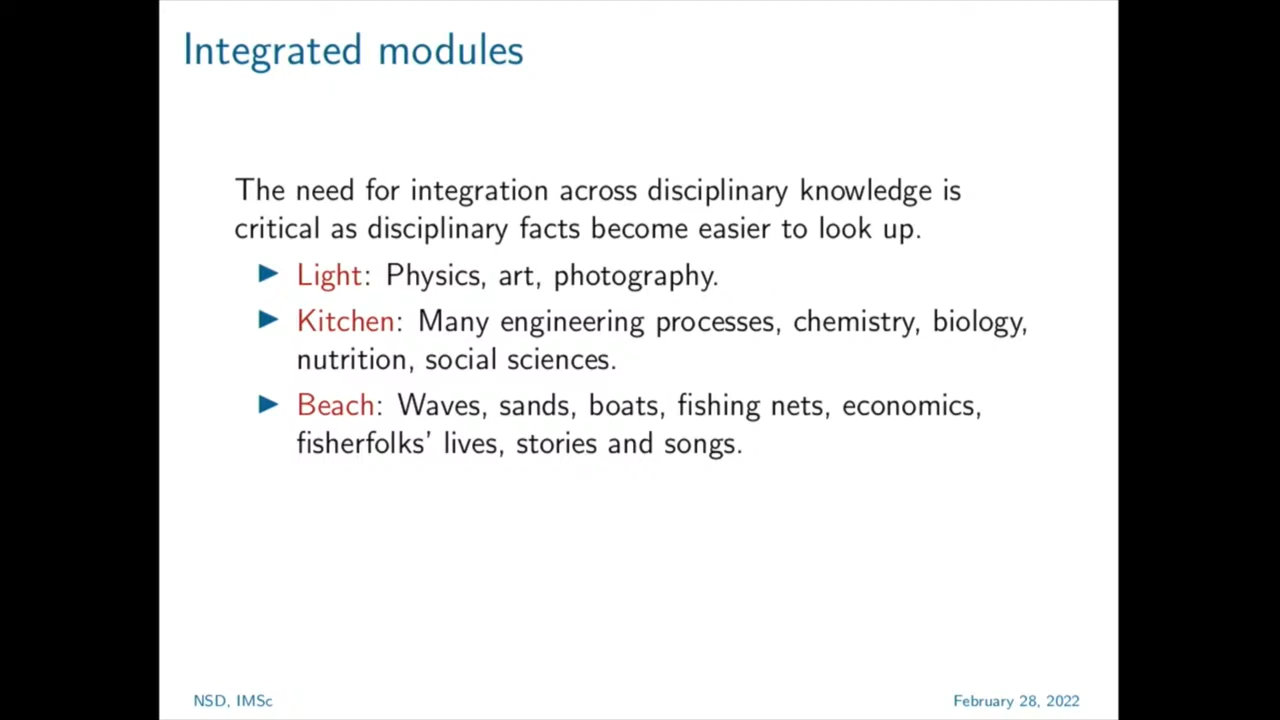 Integrated modules
The need for integration across disciplinary knowledge is
critical as disciplinary facts become easier to look up.
Light: Physics, art, photography.
Kitchen: Many engineering processes, chemistry, biology,
nutrition, social sciences.
Beach: Waves, sands, boats, fishing nets, economics,
fisherfolks' lives, stories and songs.
NSD, IMSc
February 28, 2022